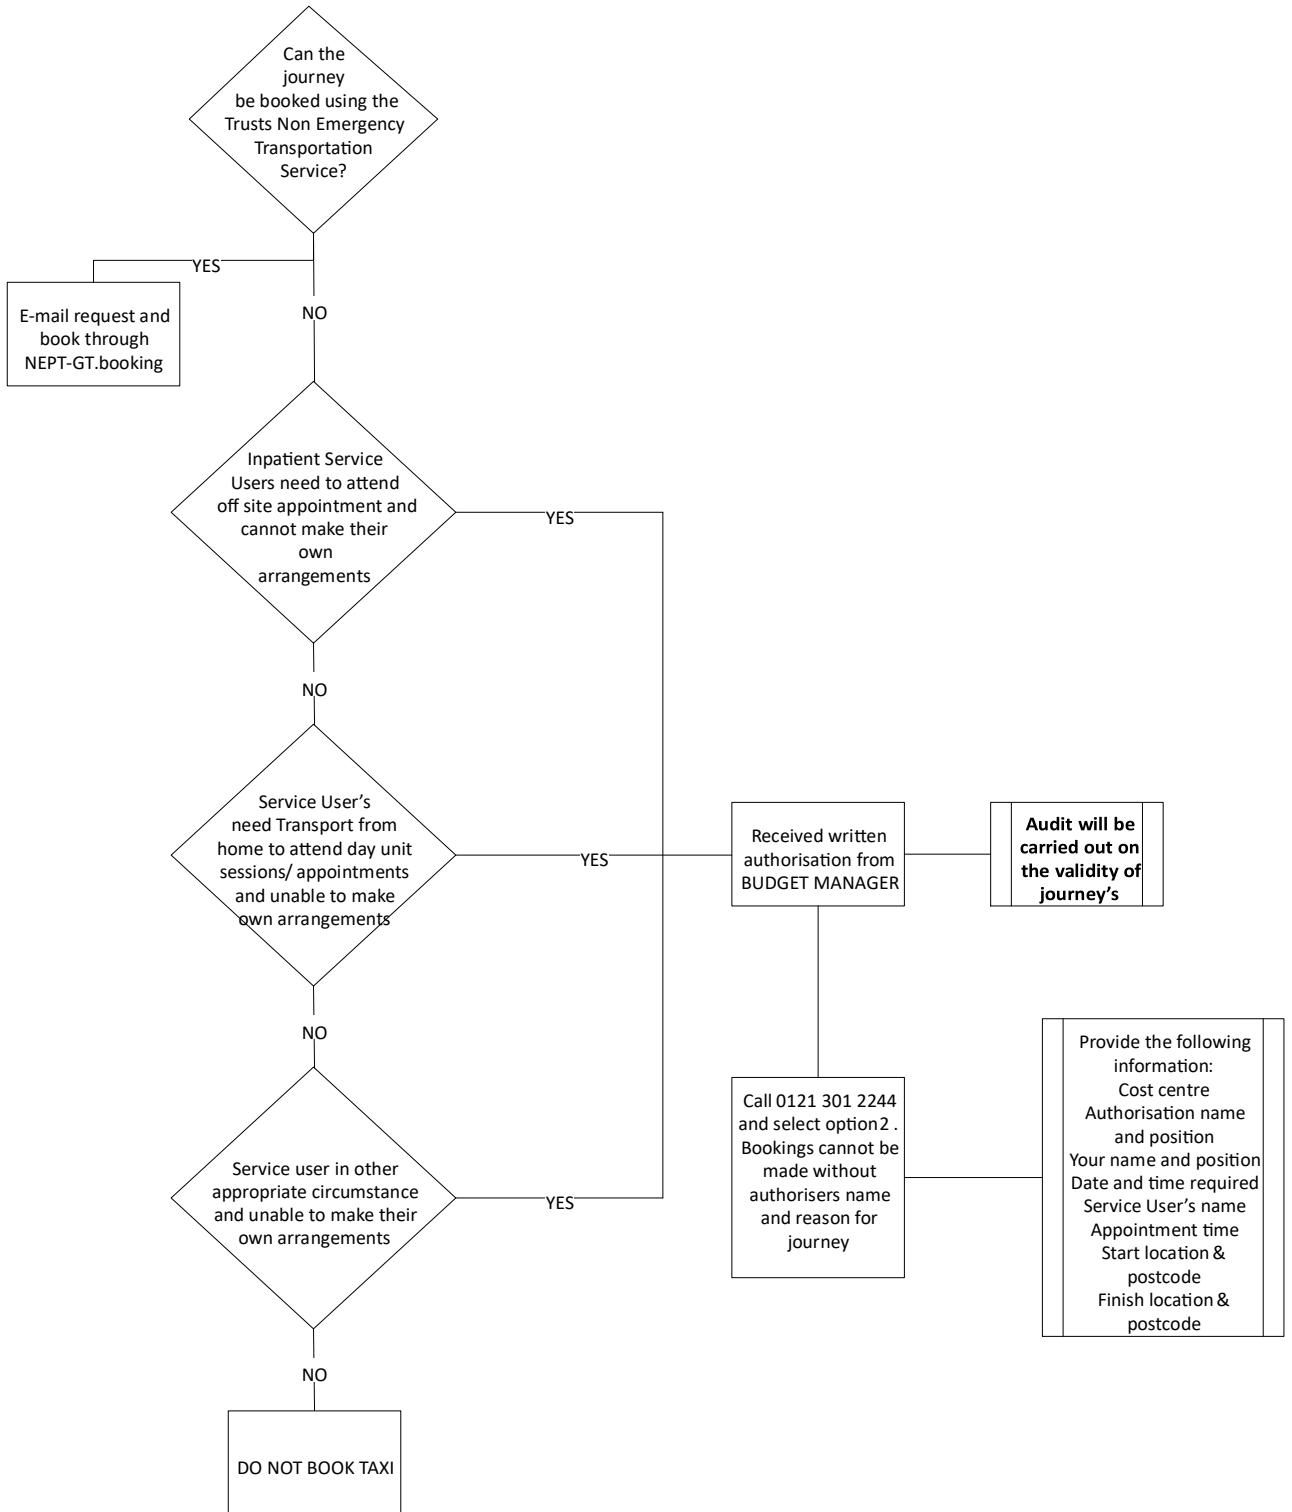 Can the
journey
be booked using the
Trusts Non Emergency
Transportation
Service?
YES
E-mail request and
book through
NEPT-GT.booking
NO
Inpatient Service
Users need to attend
off site appointment and
cannot make their
own
arrangements
YES
NO
Service User’s
need Transport from
home to attend day unit
sessions/ appointments
and unable to make
own arrangements
YES
Received written
authorisation from
BUDGET MANAGER
Audit will be
carried out on
the validity of
journey’s
NO
Call 0121 301 2244
and select option2 .
Bookings cannot be
made without
authorisers name
and reason for
journey
Provide the following
information:
Cost centre
Authorisation name
and position
Your name and position
Date and time required
Service User’s name
Appointment time
Start location &
postcode
Finish location &
postcode
Service user in other
appropriate circumstance
and unable to make their
own arrangements
YES
NO
DO NOT BOOK TAXI